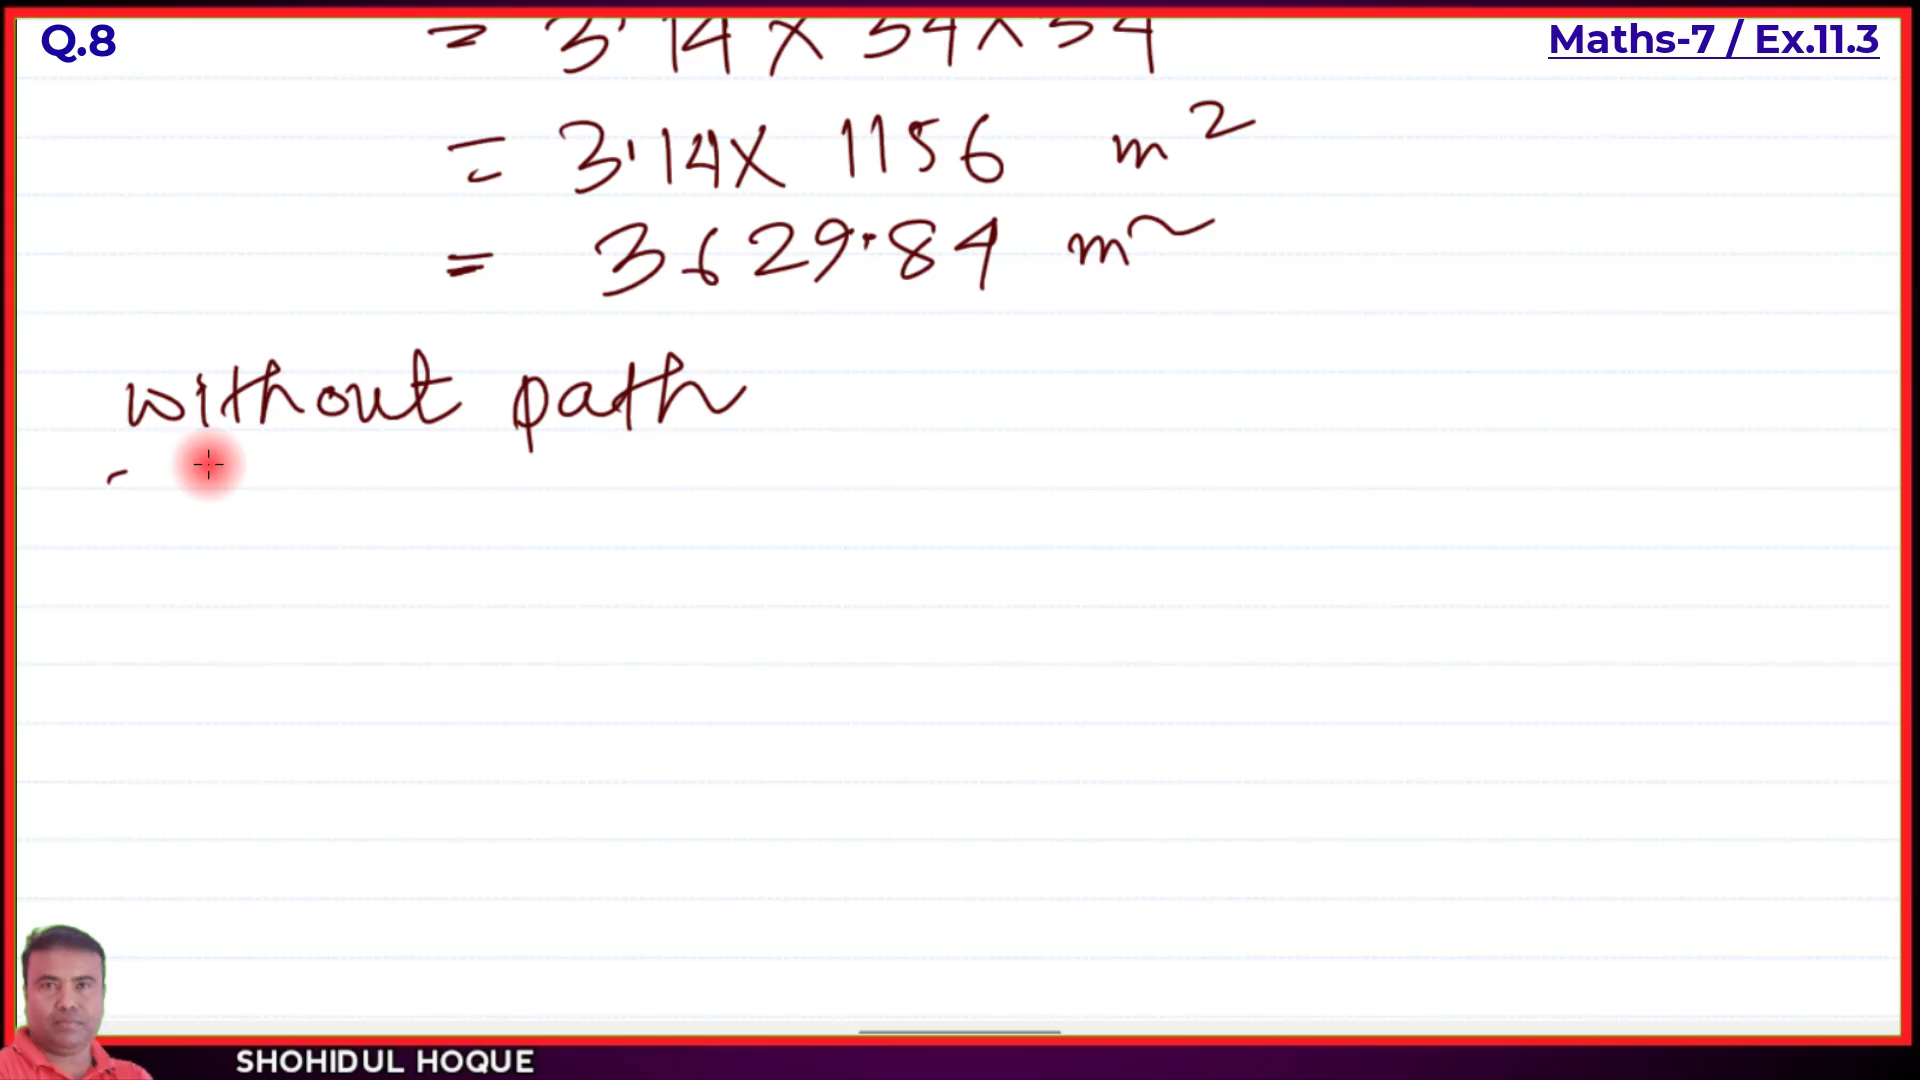 Q.8
Maths-7 / Ex.11.3
= 3.14 × 34 × 34
= 3.14 × 1156 m²
= 3629.84 m²
without path
SHOHIDUL HOQUE